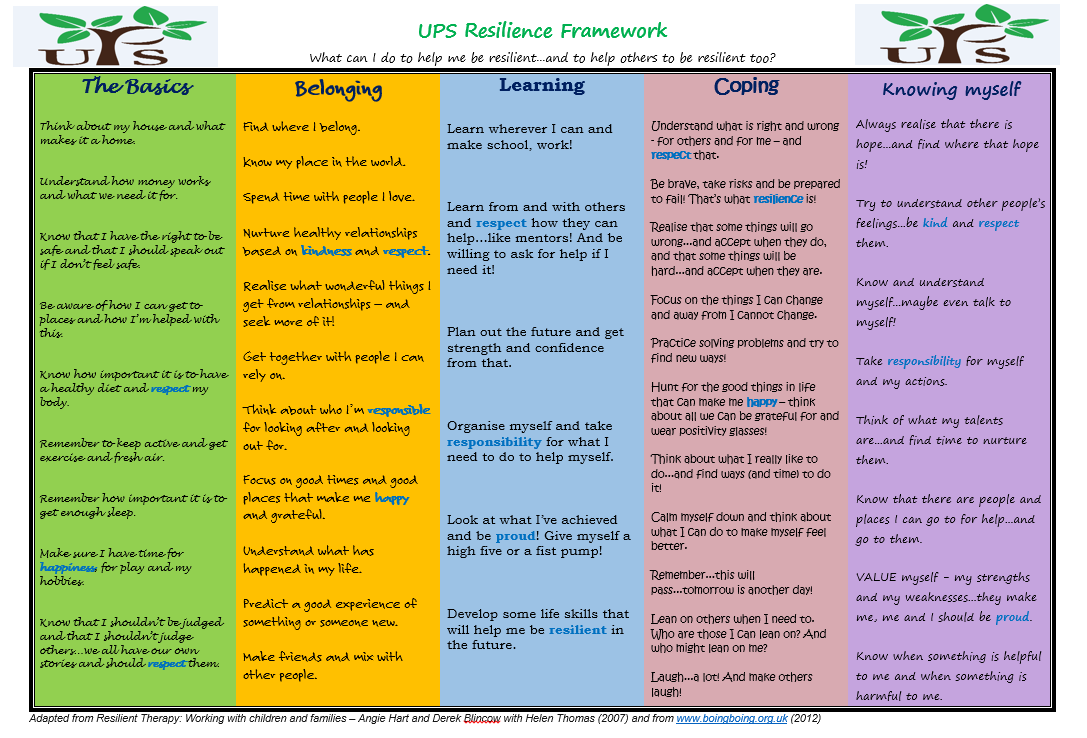 UPS
UPS Resilience Framework
What can I do to help me be resilient...and to help others to be resilient too?
UPS
The Basics
Think about my house and what
makes it a home.
Understand how money works
and what we need it for.
Know that I have the right to be
safe and that I should speak out
if I don't feel safe.
Be aware of how I can get to
places and how I'm helped with
this.
Know how important it is to have
a healthy diet and respect my
body.
Remember to keep active and get
exercise and fresh air.
Remember how important it is to
get enough sleep.
Make sure I have time for
happiness, for play and my
hobbies.
Know that I shouldn't be judged
and that I shouldn't judge
others...we all have our own
stories and should respect them.
Belonging
Find where I belong.
Know my place in the world.
Spend time with people I love.
Nurture healthy relationships
based on kindness and respect.
Realise what wonderful things I
get from relationships – and
seek more of it!
Get together with people I can
rely on.
Think about who I'm responsible
for looking after and looking
out for.
Focus on good times and good
places that make me happy
and grateful.
Understand what has
happened in my life.
Predict a good experience of
something or someone new.
Make friends and mix with
other people.
Learning
Learn wherever I can and
make school, work!
Learn from and with others
and respect how they can
help...like mentors! And be
willing to ask for help if I
need it!
Plan out the future and get
strength and confidence
from that.
Organise myself and take
responsibility for what I
need to do to help myself.
Look at what I've achieved
and be proud! Give myself a
high five or a fist pump!
Develop some life skills that
will help me be resilient in
the future.
Coping
Understand what is right and wrong
- for others and for me – and
respect that.
Be brave, take risks and be prepared
to fail! That's what resilience is!
Realise that some things will go
wrong...and accept when they do,
and that some things will be
hard...and accept when they are.
Focus on the things I can change
and away from I cannot change.
Practice solving problems and try to
find new ways!
Hunt for the good things in life
that can make me happy – think
about all we can be grateful for and
wear positivity glasses!
Think about what I really like to
do...and find ways (and time) to do
it!
Calm myself down and think about
what I can do to make myself feel
better.
Remember...this will
pass...tomorrow is another day!
Lean on others when I need to.
Who are those I can lean on? And
who might lean on me?
Laugh...a lot! And make others
laugh!
Knowing myself
Always realise that there is
hope...and find where that hope
is!
Try to understand other people's
feelings...be kind and respect
them.
Know and understand
myself...maybe even talk to
myself!
Take responsibility for myself
and my actions.
Think of what my talents
are...and find time to nurture
them.
Know that there are people and
places I can go to for help...and
go to them.
VALUE myself - my strengths
and my weaknesses...they make
me, me and I should be proud.
Know when something is helpful
to me and when something is
harmful to me.
Adapted from Resilient Therapy: Working with children and families – Angie Hart and Derek Blincow with Helen Thomas (2007) and from www.boingboing.org.uk (2012)